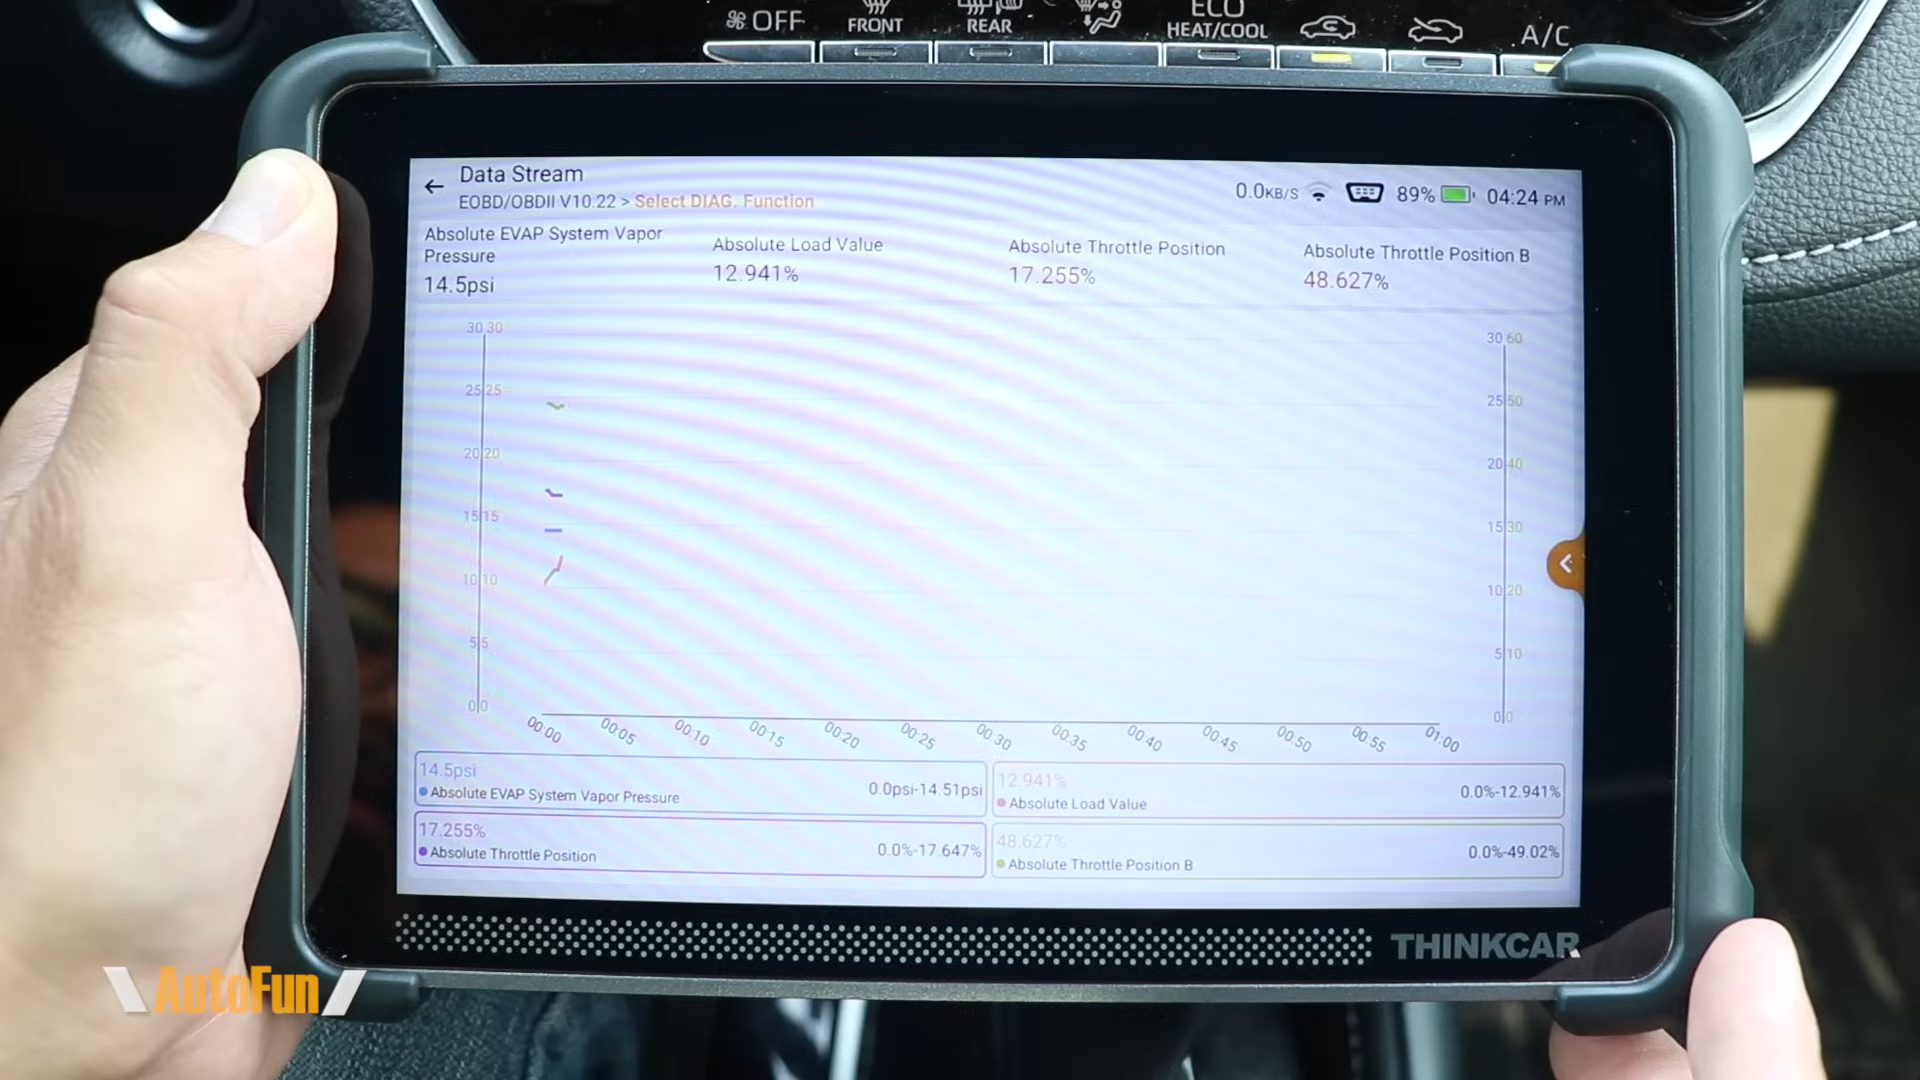 OFF
FRONT
REAR
ECO
HEAT/COOL
A/C
Data Stream
EOBD/OBDII V10.22 > Select DIAG. Function
0.0KB/S
89%
04:24 PM
Absolute EVAP System Vapor
Pressure
14.5psi
Absolute Load Value
12.941%
Absolute Throttle Position
17.255%
Absolute Throttle Position B
48.627%
30 30
25 25
20 20
15 15
10 10
5 5
0 0
30 60
25 50
20 40
15 30
10 20
5 10
0 0
00:00
00:05
00:10
00:15
00:20
00:25
00:30
00:35
00:40
00:45
00:50
00:55
01:00
14.5psi
Absolute EVAP System Vapor Pressure
0.0psi-14.51psi
12.941%
Absolute Load Value
0.0%-12.941%
17.255%
Absolute Throttle Position
0.0%-17.647%
48.627%
Absolute Throttle Position B
0.0%-49.02%
THINKCAR
AutoFun